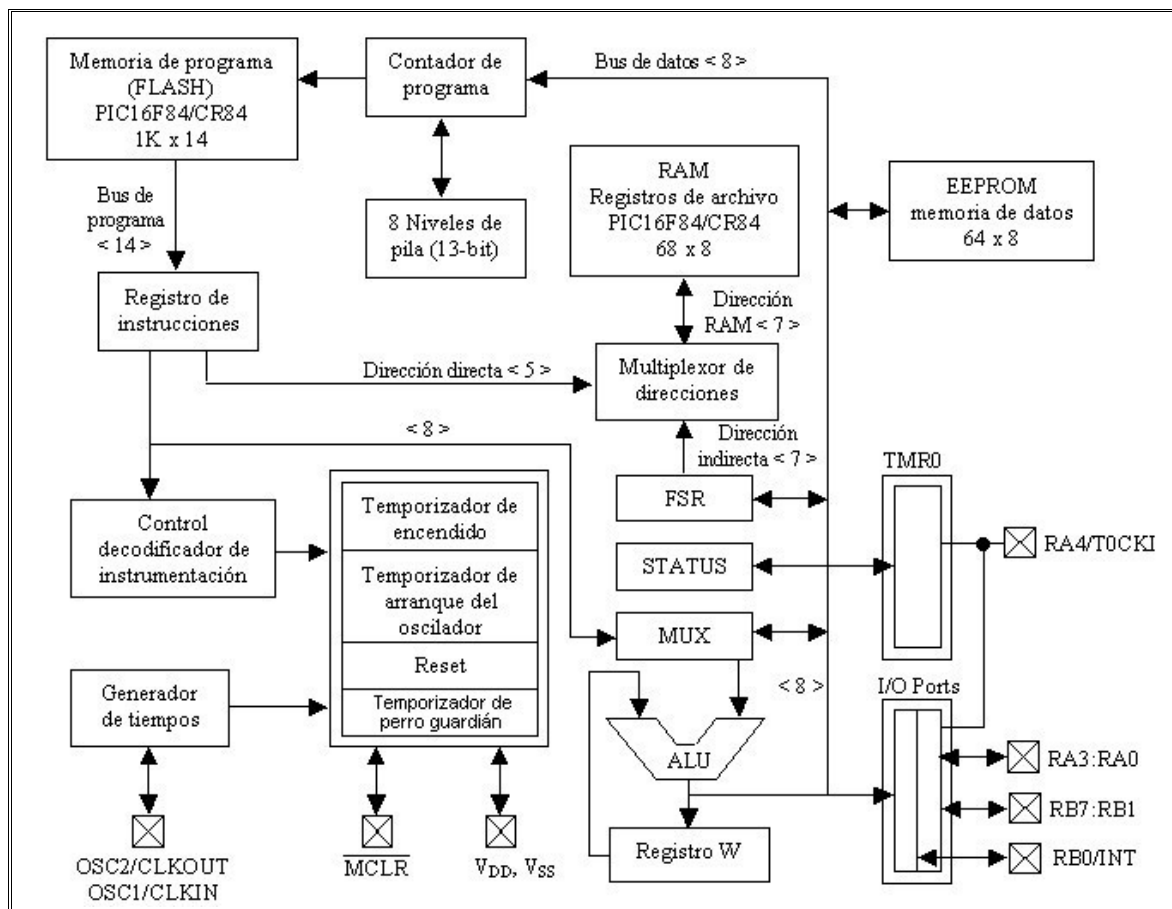 Memoria de programa
(FLASH)
PIC16F84/CR84
1K x 14
Contador de
programa
Bus de datos < 8 >
Bus de
programa
< 14 >
8 Niveles de
pila (13-bit)
RAM
Registros de archivo
PIC16F84/CR84
68 x 8
EEPROM
memoria de datos
64 x 8
Registro de
instrucciones
Dirección
RAM < 7 >
Dirección directa < 5 >
Multiplexor de
direcciones
< 8 >
Dirección
indirecta < 7 >
TMR0
FSR
Control
decodificador de
instrumentación
Temporizador de
encendido
Temporizador de
arranque del
oscilador
Reset
Temporizador de
perro guardián
STATUS
RA4/T0CKI
MUX
< 8 >
Generador
de tiempos
I/O Ports
ALU
RA3:RA0
RB7:RB1
RB0/INT
Registro W
OSC2/CLKOUT
OSC1/CLKIN
MCLR
VDD, VSS